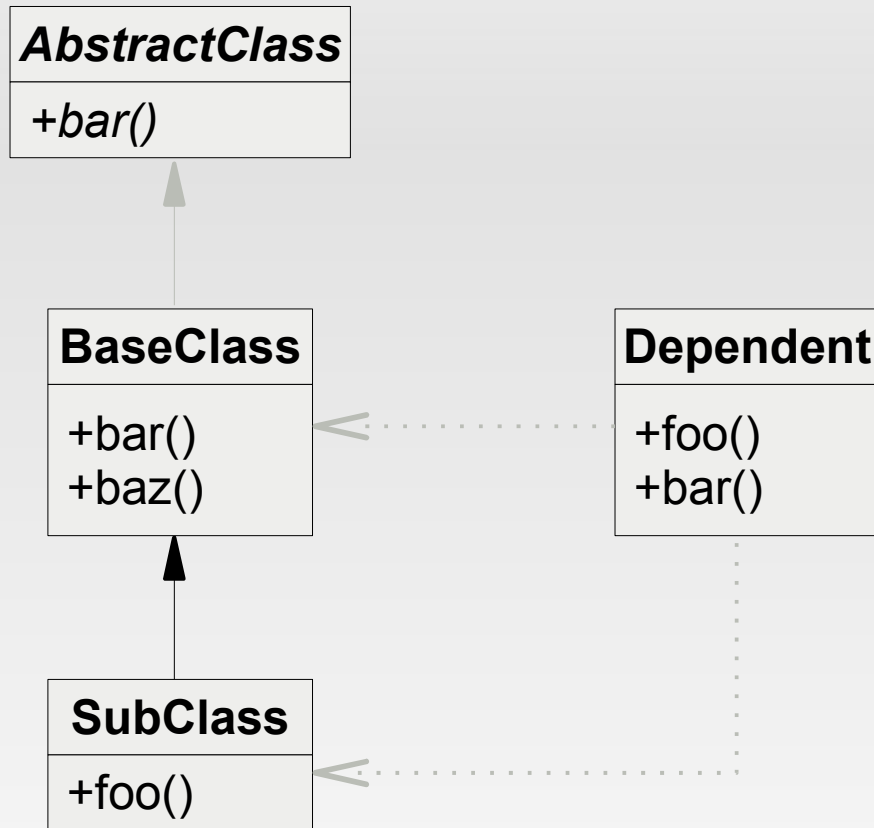 AbstractClass
+bar()
BaseClass
+bar()
+baz()
Dependent
+foo()
+bar()
SubClass
+foo()